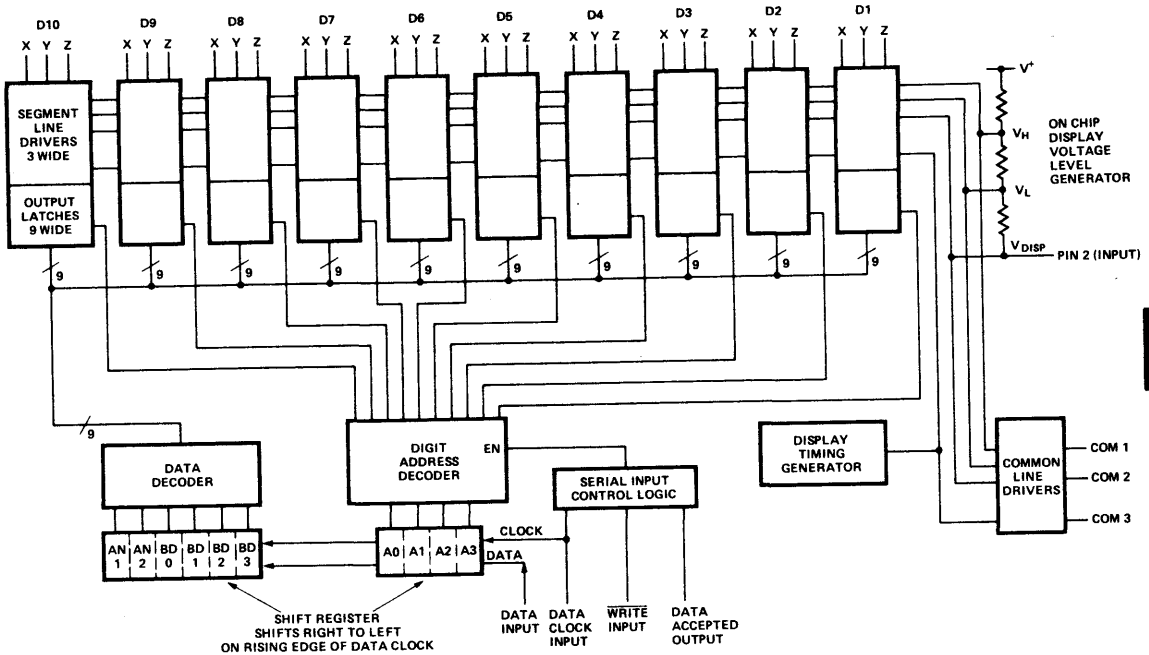 D10 D9 D8 D7 D6 D5 D4 D3 D2 D1
X Y Z X Y Z X Y Z X Y Z X Y Z X Y Z X Y Z X Y Z X Y Z X Y Z
SEGMENT
LINE
DRIVERS
3 WIDE
OUTPUT
LATCHES
9 WIDE
V+
VH
VL
VDISP
ON CHIP
DISPLAY
VOLTAGE
LEVEL
GENERATOR
PIN 2 (INPUT)
9 9 9 9 9 9 9 9 9 9
9
DATA
DECODER
DIGIT
ADDRESS
DECODER
EN
SERIAL INPUT
CONTROL LOGIC
DISPLAY
TIMING
GENERATOR
COMMON
LINE
DRIVERS
COM 1
COM 2
COM 3
AN AN BD BD BD BD
1 2 0 1 2 3
A0 A1 A2 A3
CLOCK
DATA
SHIFT REGISTER
SHIFTS RIGHT TO LEFT
ON RISING EDGE OF DATA CLOCK
DATA
INPUT
DATA
CLOCK
INPUT
WRITE
INPUT
DATA
ACCEPTED
OUTPUT